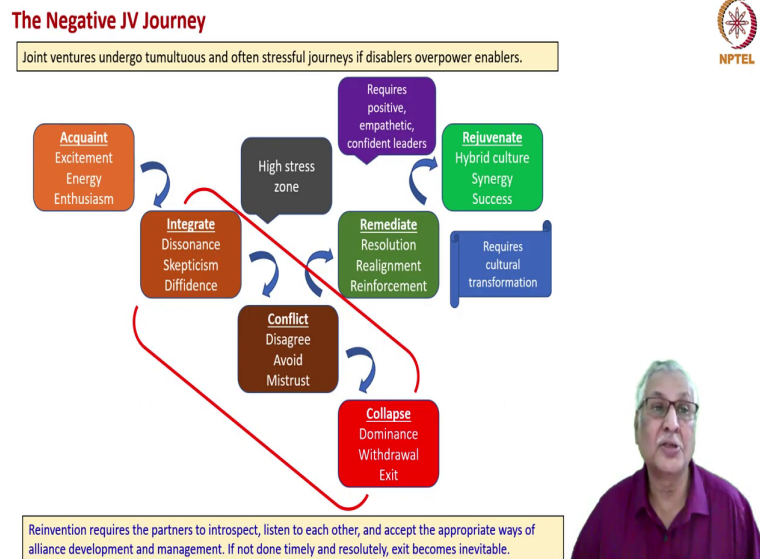 The Negative JV Journey
NPTEL
Joint ventures undergo tumultuous and often stressful journeys if disablers overpower enablers.
Requires
positive,
empathetic,
confident leaders
Acquaint
Excitement
Energy
Enthusiasm
High stress
zone
Rejuvenate
Hybrid culture
Synergy
Success
Integrate
Dissonance
Skepticism
Diffidence
Remediate
Resolution
Realignment
Reinforcement
Requires
cultural
transformation
Conflict
Disagree
Avoid
Mistrust
Collapse
Dominance
Withdrawal
Exit
Reinvention requires the partners to introspect, listen to each other, and accept the appropriate ways of
alliance development and management. If not done timely and resolutely, exit becomes inevitable.